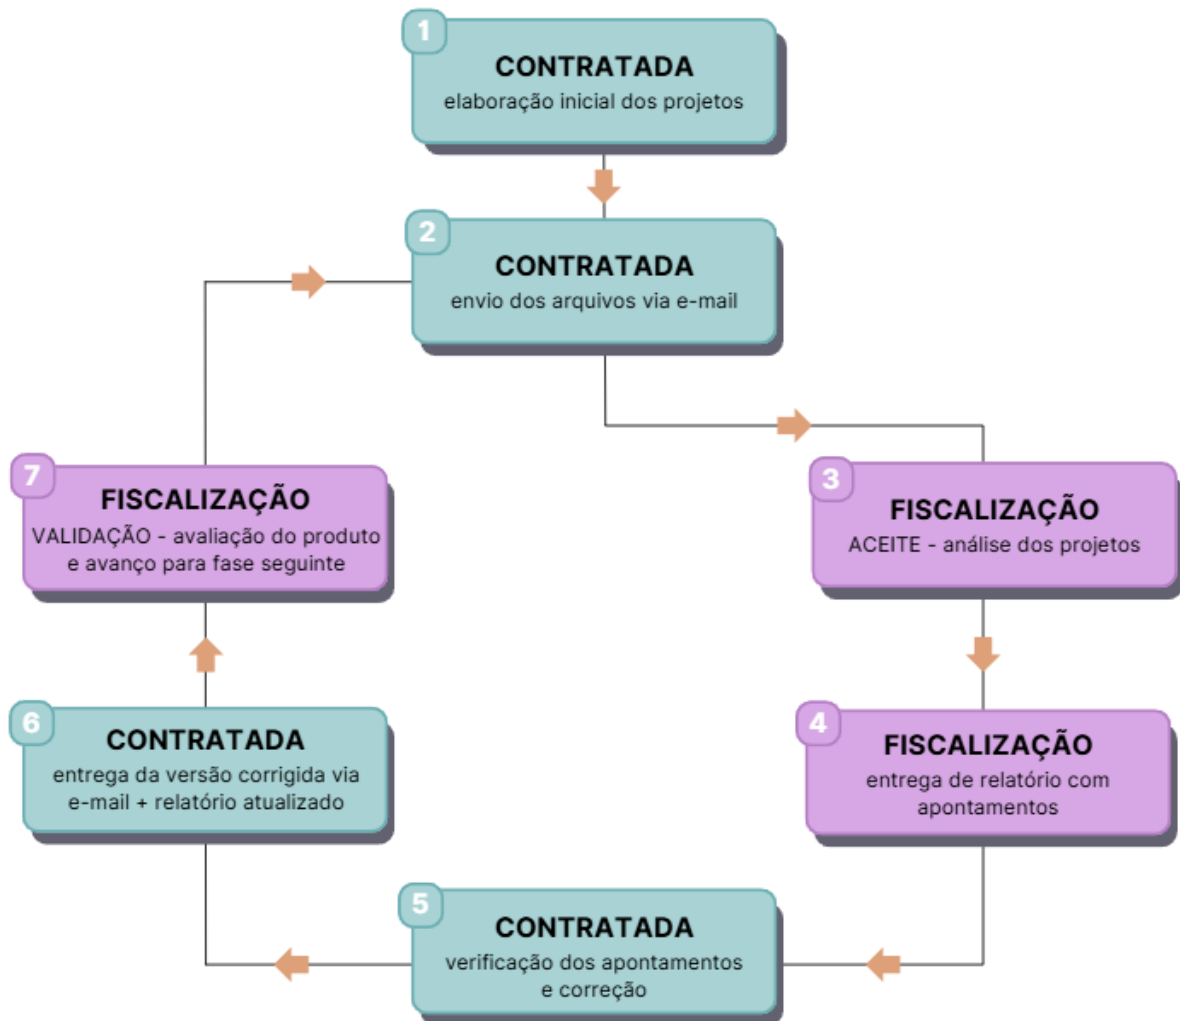 1
CONTRATADA
elaboração inicial dos projetos
2
CONTRATADA
envio dos arquivos via e-mail
3
FISCALIZAÇÃO
ACEITE - análise dos projetos
4
FISCALIZAÇÃO
entrega de relatório com
apontamentos
5
CONTRATADA
verificação dos apontamentos
e correção
6
CONTRATADA
entrega da versão corrigida via
e-mail + relatório atualizado
7
FISCALIZAÇÃO
VALIDAÇÃO - avaliação do produto
e avanço para fase seguinte